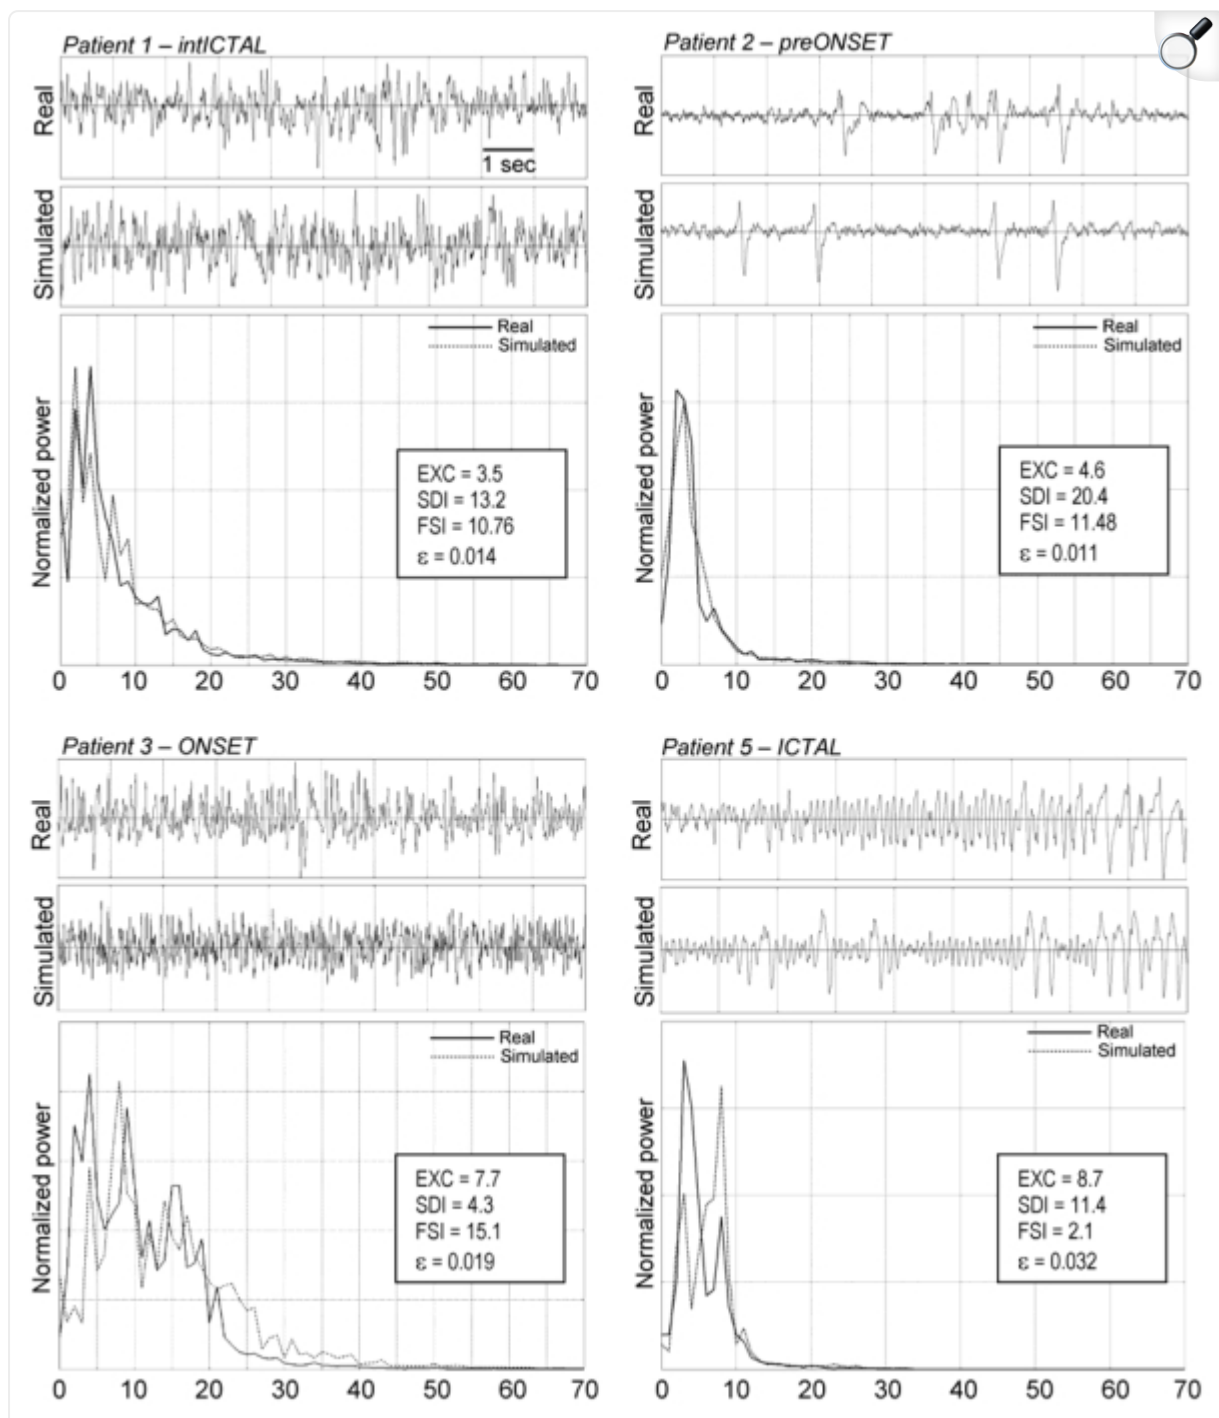 Patient 1 – intICTAL
Real
1 sec
Simulated
Real
Simulated
Normalized power
EXC = 3.5
SDI = 13.2
FSI = 10.76
ε = 0.014
0 10 20 30 40 50 60 70
Patient 2 – preONSET
Real
Simulated
Real
Simulated
Normalized power
EXC = 4.6
SDI = 20.4
FSI = 11.48
ε = 0.011
0 10 20 30 40 50 60 70
Patient 3 – ONSET
Real
Simulated
Real
Simulated
Normalized power
EXC = 7.7
SDI = 4.3
FSI = 15.1
ε = 0.019
0 10 20 30 40 50 60 70
Patient 5 – ICTAL
Real
Simulated
Real
Simulated
Normalized power
EXC = 8.7
SDI = 11.4
FSI = 2.1
ε = 0.032
0 10 20 30 40 50 60 70